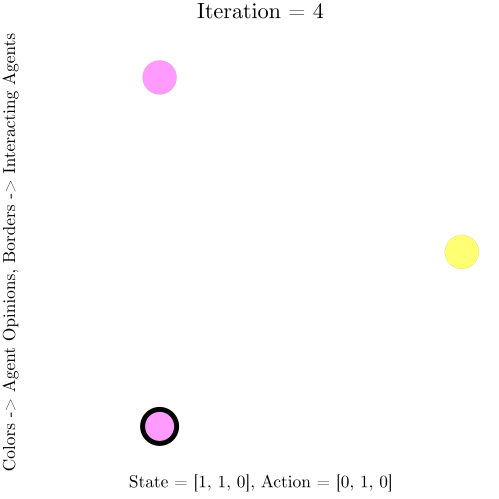 Iteration = 4
Colors -> Agent Opinions, Borders -> Interacting Agents
State = [1, 1, 0], Action = [0, 1, 0]